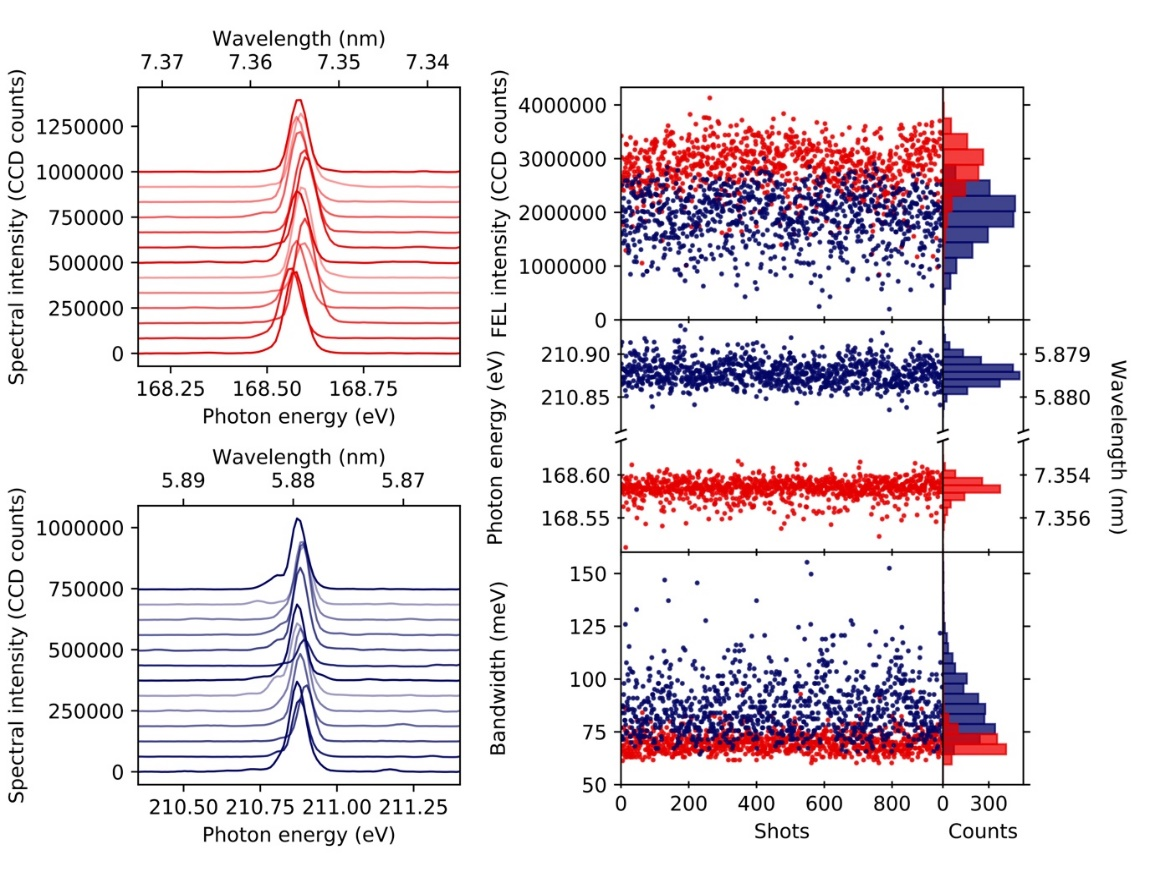 Wavelength (nm)
7.37 7.36 7.35 7.34
Spectral intensity (CCD counts)
1250000
1000000
750000
500000
250000
0
168.25 168.50 168.75
Photon energy (eV)
Wavelength (nm)
5.89 5.88 5.87
Spectral intensity (CCD counts)
1000000
750000
500000
250000
0
210.50 210.75 211.00 211.25
Photon energy (eV)
FEL intensity (CCD counts)
4000000
3000000
2000000
1000000
0
Photon energy (eV)
210.90
210.85
168.60
168.55
5.879
5.880
7.354
7.356
Wavelength (nm)
Bandwidth (meV)
150
125
100
75
50
0 200 400 600 800 0 300
Shots Counts